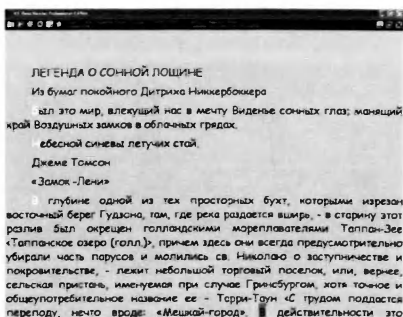 ЛЕГЕНДА О СОННОЙ ЛОЩИНЕ
Из бумаг покойного Дитриха Никкербоккера
ыл это мир, влекущий нас в мечту Виденье сонных глаз; манящий
край Воздушных замков в облачных грядах,
ебесной синевы летучих стай.
Джеме Томсон
«Замок -Лени»
глубине одной из тех просторных бухт, которыми изрезан
восточный берег Гудзона, там, где река раздается вширь, - в старину этот
разлив был окрещен голландскими мореплавателями Таппан-Зее
«Таппанское озеро (голл.)», причем здесь они всегда предусмотрительно
убирали часть парусов и молились св. Николаю о заступничестве и
покровительстве, - лежит небольшой торговый поселок, или, вернее,
сельская пристань, именуемая при случае Гринсбургом, хотя точное и
общеупотребительное название ее - Тарри-Таун «С трудом поддается
переподу, нечто вроде: «Мешкай-город». действительности это